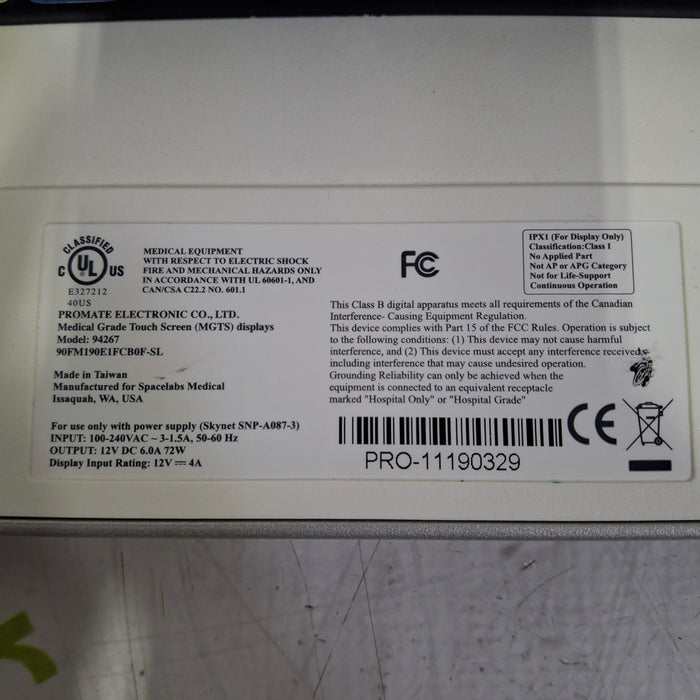 CLASSIFIED
C UL US
E327212
40US
MEDICAL EQUIPMENT
WITH RESPECT TO ELECTRIC SHOCK
FIRE AND MECHANICAL HAZARDS ONLY
IN ACCORDANCE WITH UL 60601-1, AND
CAN/CSA C22.2 NO. 601.1
PROMATE ELECTRONIC CO., LTD.
Medical Grade Touch Screen (MGTS) displays
Model: 94267
90FM190E1FCB0F-SL
Made in Taiwan
Manufactured for Spacelabs Medical
Issaquah, WA, USA
For use only with power supply (Skynet SNP-A087-3)
INPUT: 100-240VAC ~ 3-1.5A, 50-60 Hz
OUTPUT: 12V DC 6.0A 72W
Display Input Rating: 12V ⎓ 4A
FC
IPX1 (For Display Only)
Classification:Class I
No Applied Part
Not AP or APG Category
Not for Life-Support
Continuous Operation
This Class B digital apparatus meets all requirements of the Canadian
Interference- Causing Equipment Regulation.
This device complies with Part 15 of the FCC Rules. Operation is subject
to the following conditions: (1) This device may not cause harmful
interference, and (2) This device must accept any interference received,
including interference that may cause undesired operation.
Grounding Reliability can only be achieved when the
equipment is connected to an equivalent receptacle
marked "Hospital Only" or "Hospital Grade"
CE
PRO-11190329